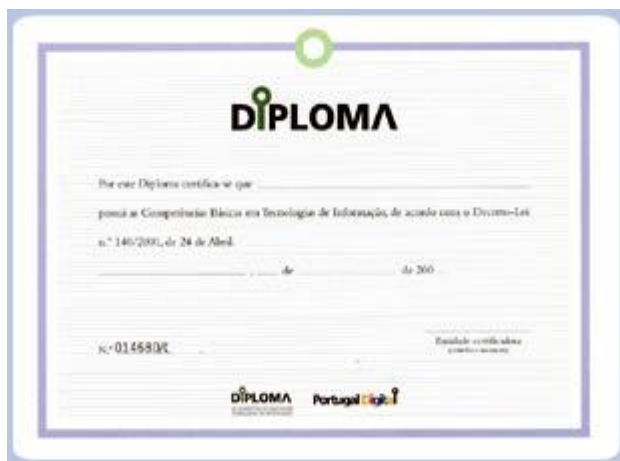 DIPLOMA
Por este Diploma certifica-se que
possui as Competências Básicas em Tecnologias de Informação, de acordo com o Decreto-Lei
n.º 140/2001, de 24 de Abril.
, de de 200
N.º 014680/
Entidade certificadora
DIPLOMA
Portugal Digital